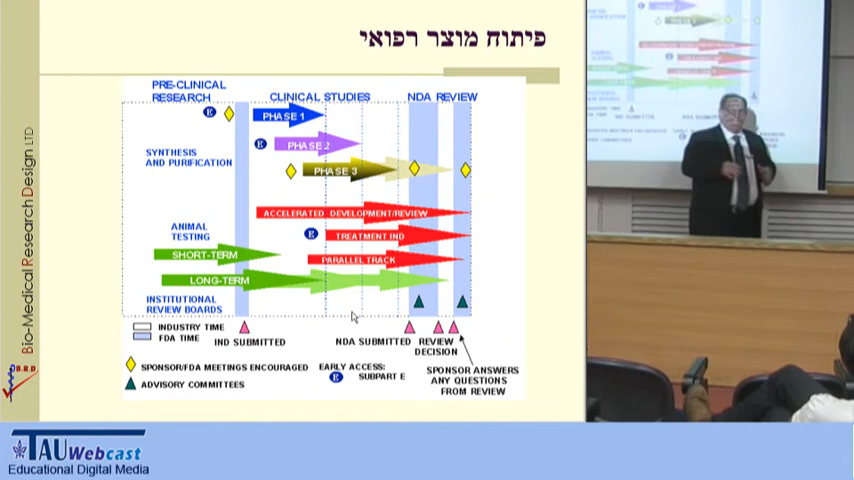 פיתוח מוצר רפואי
PRE-CLINICAL
RESEARCH
CLINICAL STUDIES
NDA REVIEW
E
PHASE 1
E
PHASE 2
SYNTHESIS
AND PURIFICATION
PHASE 3
ACCELERATED DEVELOPMENT/REVIEW
ANIMAL
TESTING
E
TREATMENT IND
SHORT-TERM
PARALLEL TRACK
LONG-TERM
INSTITUTIONAL
REVIEW BOARDS
INDUSTRY TIME
FDA TIME
IND SUBMITTED
NDA SUBMITTED
REVIEW
DECISION
SPONSOR/FDA MEETINGS ENCOURAGED
ADVISORY COMMITTEES
EARLY ACCESS:
E
SUBPART E
SPONSOR ANSWERS
ANY QUESTIONS
FROM REVIEW
Bio-Medical Research Design LTD
B.R.D
TAU Webcast
Educational Digital Media